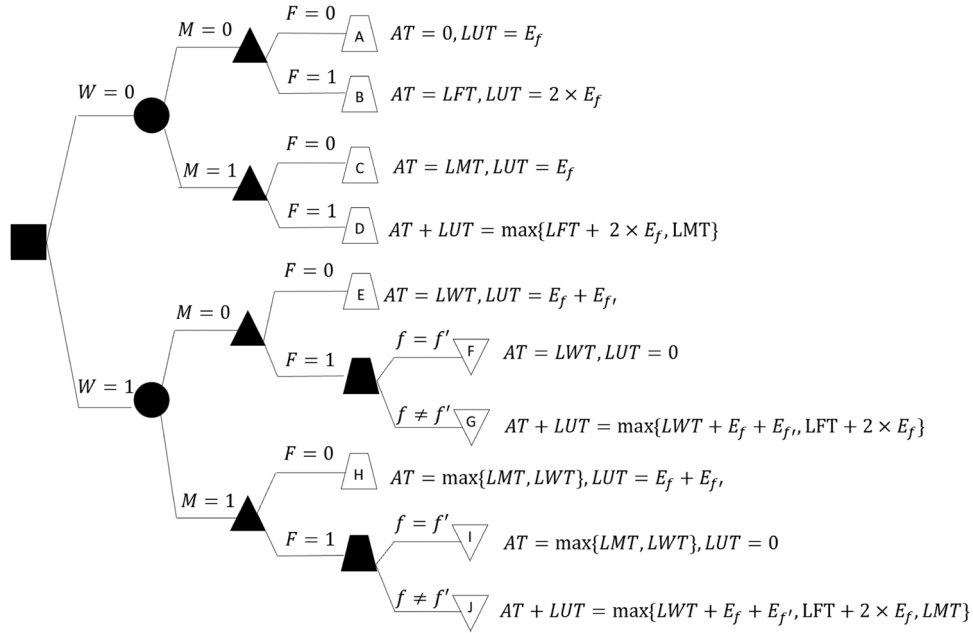 F = 0
M = 0
A AT = 0, LUT = E_f
F = 1
W = 0
B AT = LFT, LUT = 2 × E_f
F = 0
M = 1
C AT = LMT, LUT = E_f
F = 1
D AT + LUT = max{LFT + 2 × E_f, LMT}
F = 0
M = 0
E AT = LWT, LUT = E_f + E_f′
f = f′
F = 1
F AT = LWT, LUT = 0
W = 1
f ≠ f′
G AT + LUT = max{LWT + E_f + E_f′, LFT + 2 × E_f}
F = 0
H AT = max{LMT, LWT}, LUT = E_f + E_f′
M = 1
f = f′
F = 1
I AT = max{LMT, LWT}, LUT = 0
f ≠ f′
J AT + LUT = max{LWT + E_f + E_f′, LFT + 2 × E_f, LMT}